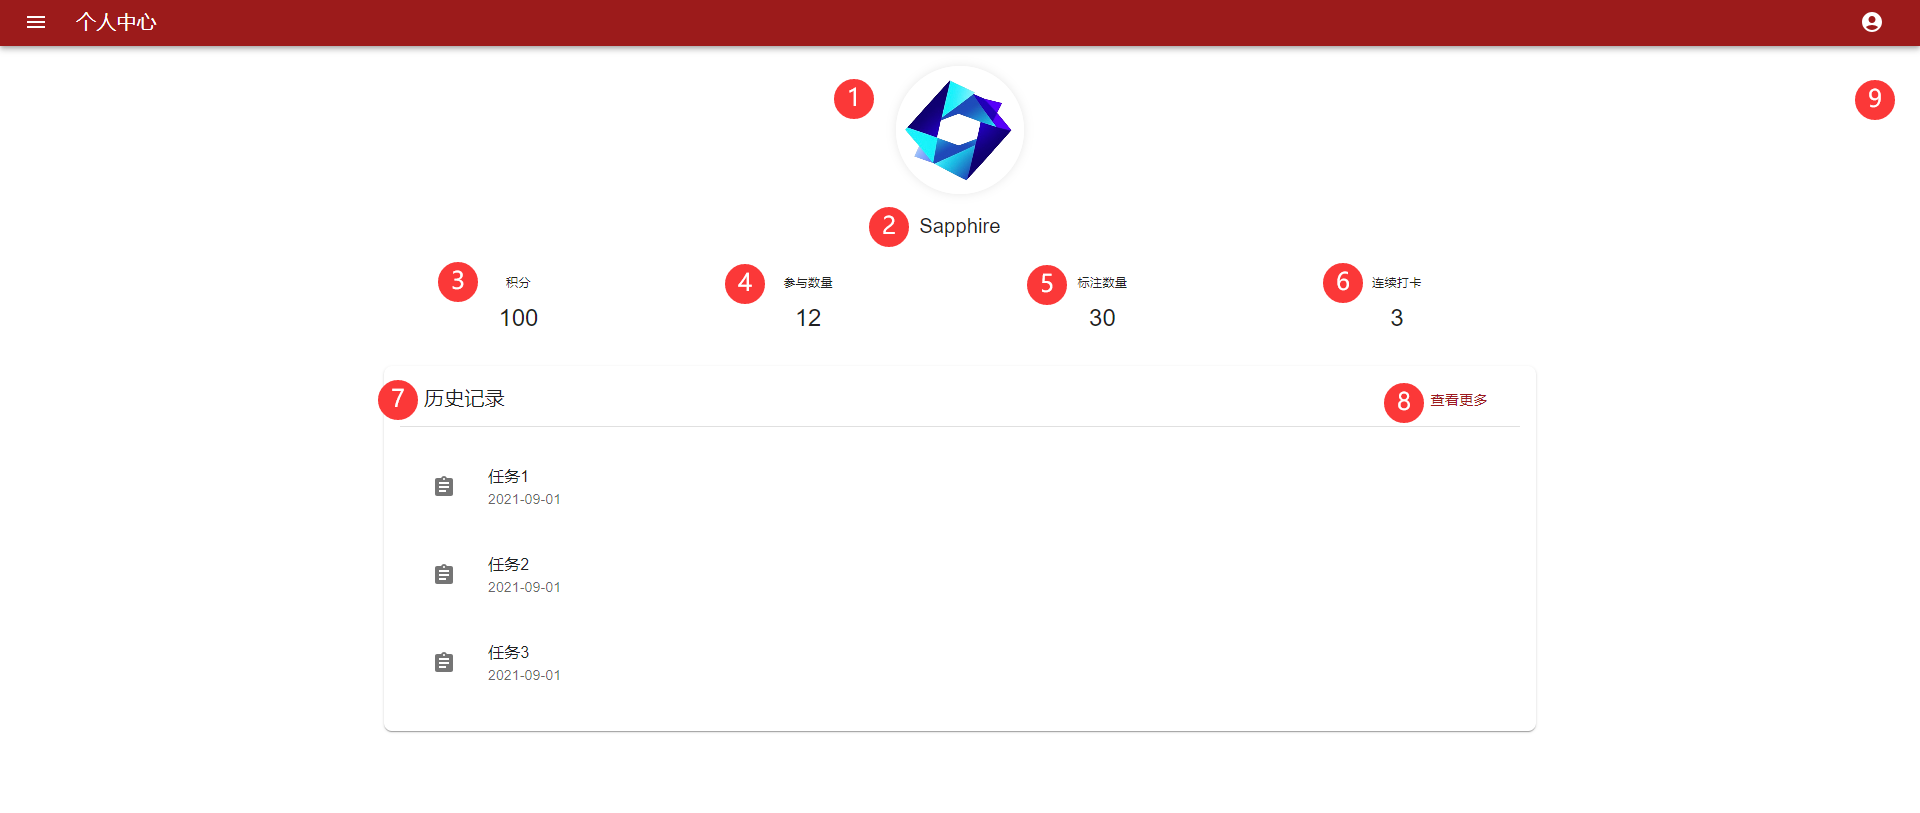 个人中心
1
9
2 Sapphire
3 积分 4 参与数量 5 标注数量 6 连续打卡
100 12 30 3
7 历史记录 8 查看更多
任务1
2021-09-01
任务2
2021-09-01
任务3
2021-09-01